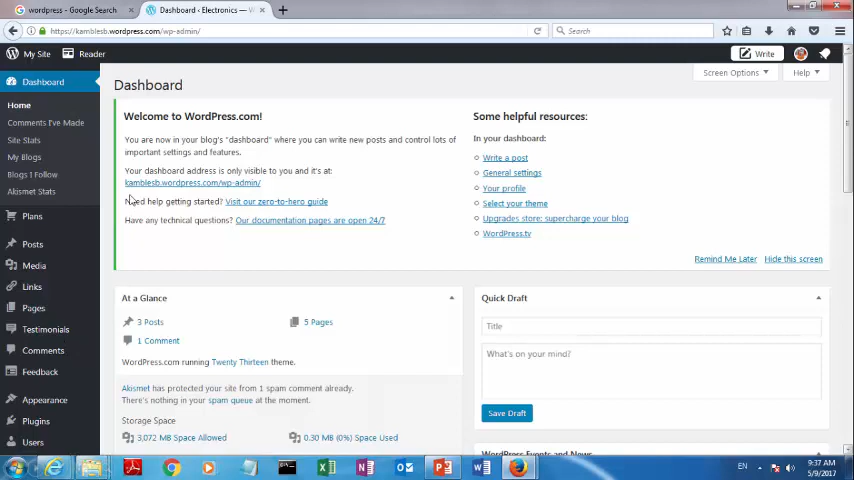 wordpress - Google Search
Dashboard ‹ Electronics — W
https://kamblesb.wordpress.com/wp-admin/
Search
My Site
Reader
Write
Screen Options
Help
Dashboard
Home
Comments I've Made
Site Stats
My Blogs
Blogs I Follow
Akismet Stats
Plans
Posts
Media
Links
Pages
Testimonials
Comments
Feedback
Appearance
Plugins
Users
Dashboard
Welcome to WordPress.com!
You are now in your blog's "dashboard" where you can write new posts and control lots of
important settings and features.
Your dashboard address is only visible to you and it's at:
kamblesb.wordpress.com/wp-admin/
Need help getting started? Visit our zero-to-hero guide
Have any technical questions? Our documentation pages are open 24/7
Some helpful resources:
In your dashboard:
Write a post
General settings
Your profile
Select your theme
Upgrades store: supercharge your blog
WordPress.tv
Remind Me Later
Hide this screen
At a Glance
3 Posts
5 Pages
1 Comment
WordPress.com running Twenty Thirteen theme.
Akismet has protected your site from 1 spam comment already.
There's nothing in your spam queue at the moment.
Storage Space
3,072 MB Space Allowed
0.30 MB (0%) Space Used
Quick Draft
Title
What's on your mind?
Save Draft
WordPress Events and News
EN
9:37 AM
5/9/2017